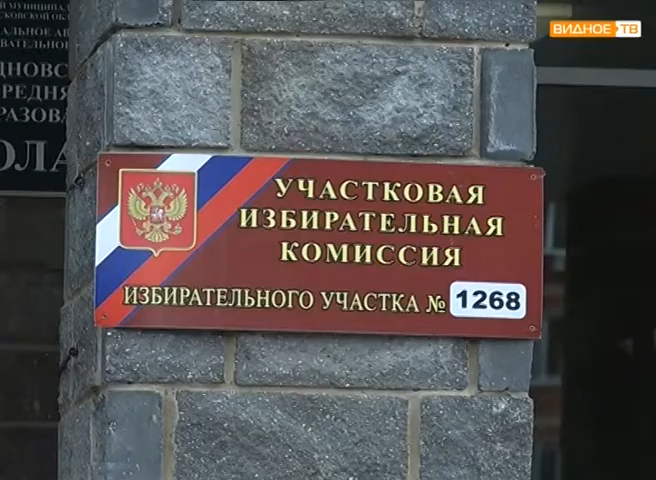 ВИДНОЕ ТВ
УЧАСТКОВАЯ
ИЗБИРАТЕЛЬНАЯ
КОМИССИЯ
ИЗБИРАТЕЛЬНОГО УЧАСТКА № 1268